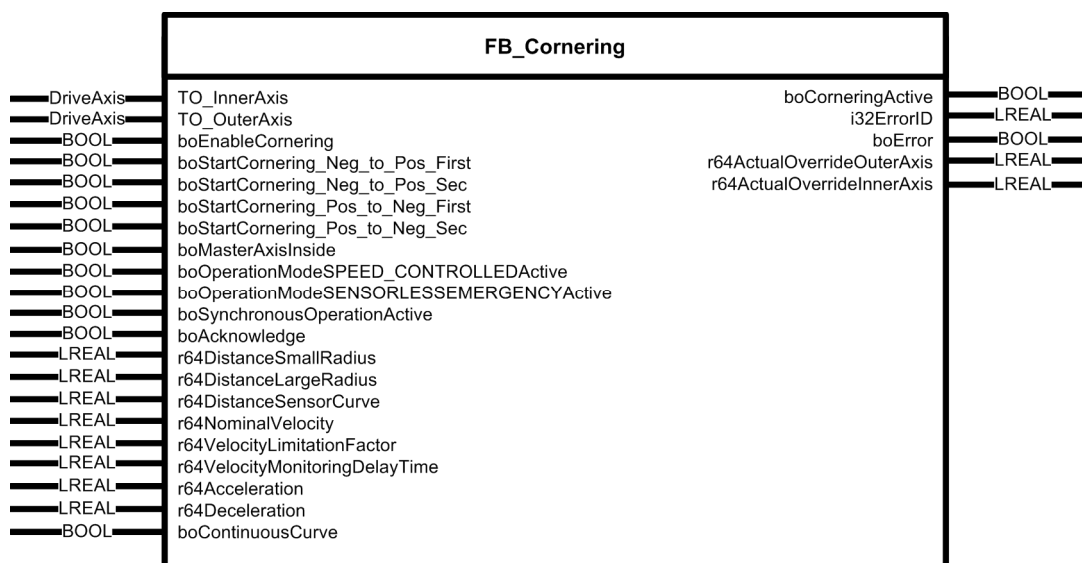 FB_Cornering
DriveAxis TO_InnerAxis boCorneringActive BOOL
DriveAxis TO_OuterAxis i32ErrorID LREAL
BOOL boEnableCornering boError BOOL
BOOL boStartCornering_Neg_to_Pos_First r64ActualOverrideOuterAxis LREAL
BOOL boStartCornering_Neg_to_Pos_Sec r64ActualOverrideInnerAxis LREAL
BOOL boStartCornering_Pos_to_Neg_First
BOOL boStartCornering_Pos_to_Neg_Sec
BOOL boMasterAxisInside
BOOL boOperationModeSPEED_CONTROLLEDActive
BOOL boOperationModeSENSORLESSEMERGENCYActive
BOOL boSynchronousOperationActive
BOOL boAcknowledge
LREAL r64DistanceSmallRadius
LREAL r64DistanceLargeRadius
LREAL r64DistanceSensorCurve
LREAL r64NominalVelocity
LREAL r64VelocityLimitationFactor
LREAL r64VelocityMonitoringDelayTime
LREAL r64Acceleration
LREAL r64Deceleration
BOOL boContinuousCurve